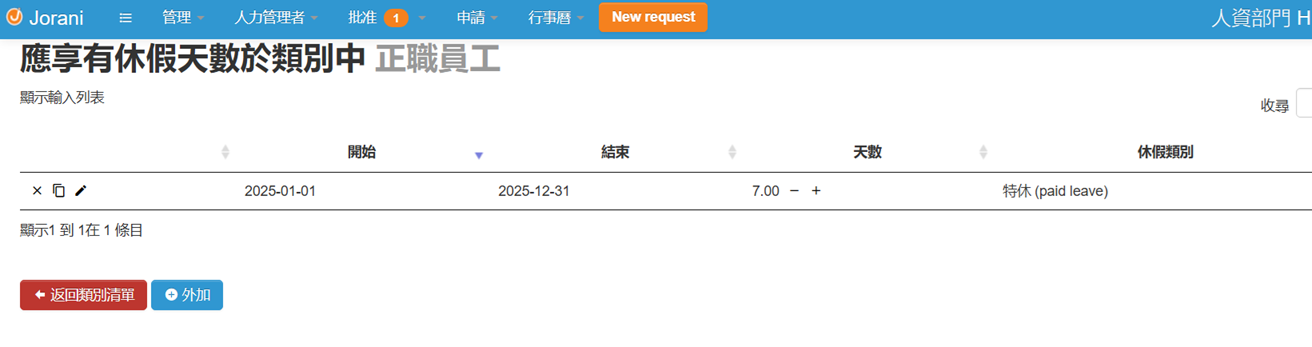 Jorani 管理 人力管理者 批准 1 申請 行事曆 New request 人資部門 H
應享有休假天數於類別中 正職員工
顯示輸入列表
收尋
開始 結束 天數 休假類別
2025-01-01 2025-12-31 7.00 − + 特休 (paid leave)
顯示1 到 1在 1 條目
返回類別清單 外加